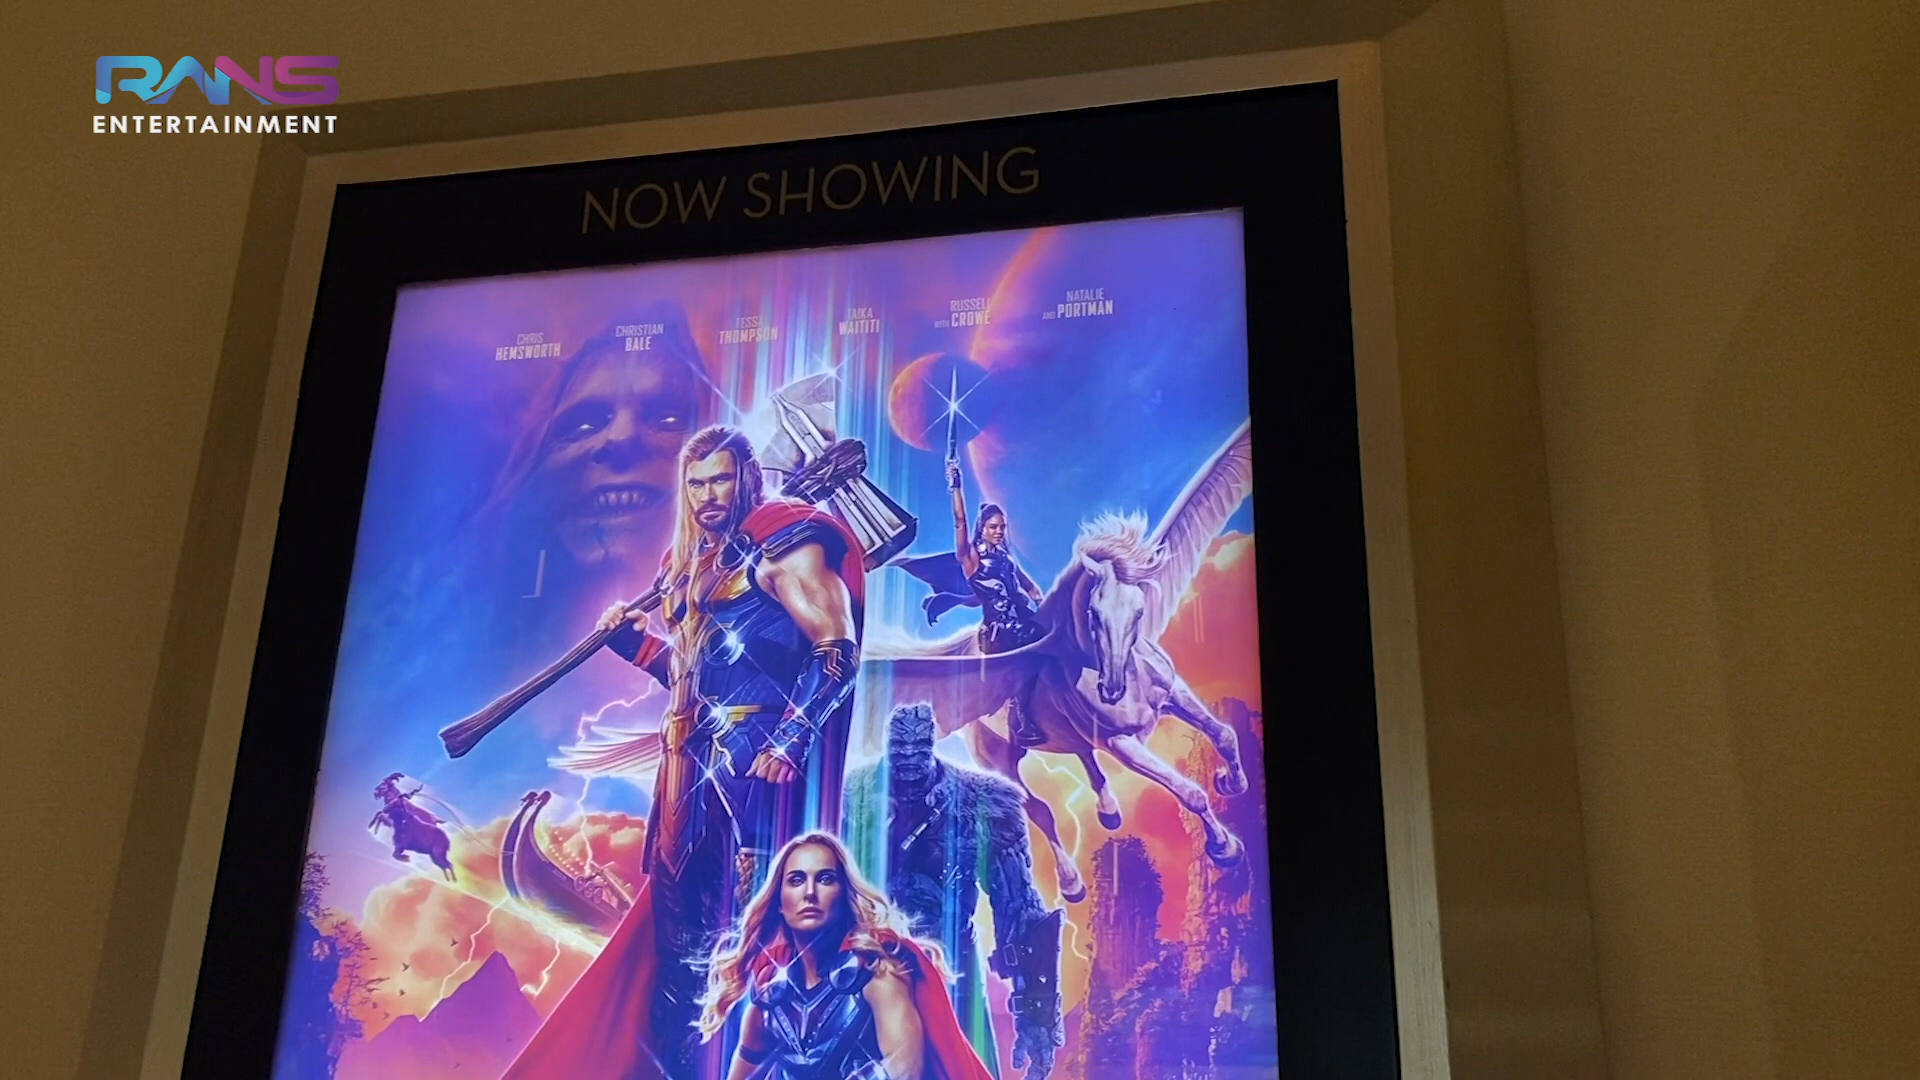 RANS
ENTERTAINMENT
NOW SHOWING
CHRIS
HEMSWORTH
CHRISTIAN
BALE
TESSA
THOMPSON
TAIKA
WAITITI
RUSSELL
WITH CROWE
NATALIE
AND PORTMAN